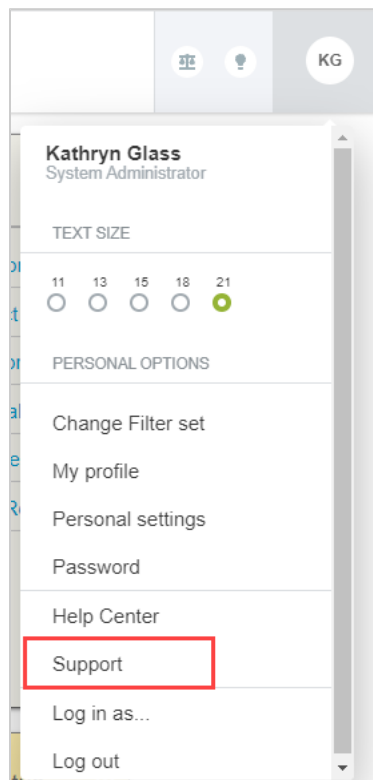 KG
Kathryn Glass
System Administrator
TEXT SIZE
11 13 15 18 21
PERSONAL OPTIONS
Change Filter set
My profile
Personal settings
Password
Help Center
Support
Log in as...
Log out